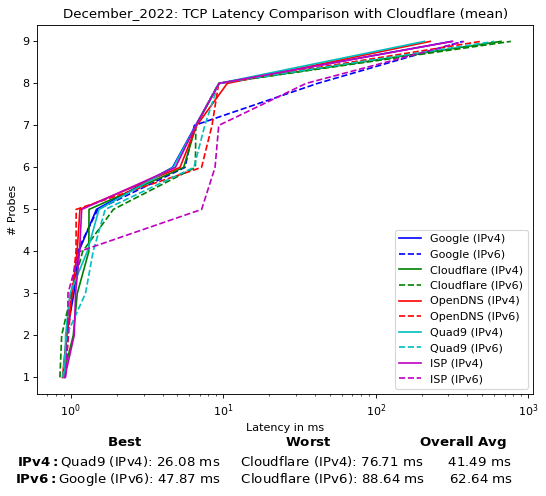 December_2022: TCP Latency Comparison with Cloudflare (mean)
9
8
7
6
5
4
3
2
1
# Probes
Google (IPv4)
Google (IPv6)
Cloudflare (IPv4)
Cloudflare (IPv6)
OpenDNS (IPv4)
OpenDNS (IPv6)
Quad9 (IPv4)
Quad9 (IPv6)
ISP (IPv4)
ISP (IPv6)
10⁰ 10¹ 10² 10³
Latency in ms
Best Worst Overall Avg
IPv4: Quad9 (IPv4): 26.08 ms Cloudflare (IPv4): 76.71 ms 41.49 ms
IPv6: Google (IPv6): 47.87 ms Cloudflare (IPv6): 88.64 ms 62.64 ms